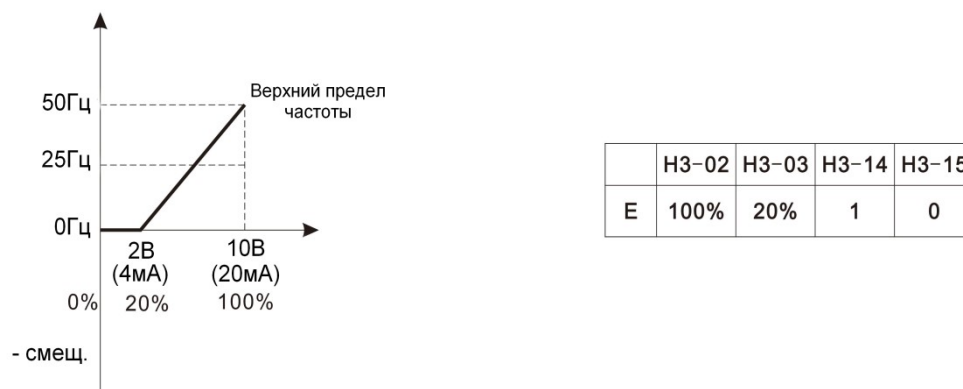 Верхний предел
частоты
50Гц
25Гц
0Гц
2В 10В
(4мА) (20мА)
0% 20% 100%
- смещ.
H3-02 H3-03 H3-14 H3-15
E 100% 20% 1 0